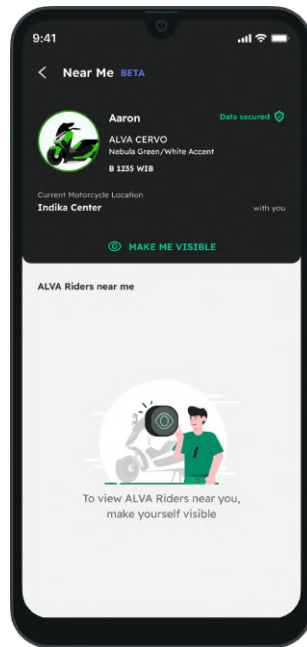 9:41
Near Me BETA
Aaron
Data secured
ALVA CERVO
Nebula Green/White Accent
B 1235 WIB
Current Motorcycle Location
Indika Center
with you
MAKE ME VISIBLE
ALVA Riders near me
To view ALVA Riders near you,
make yourself visible